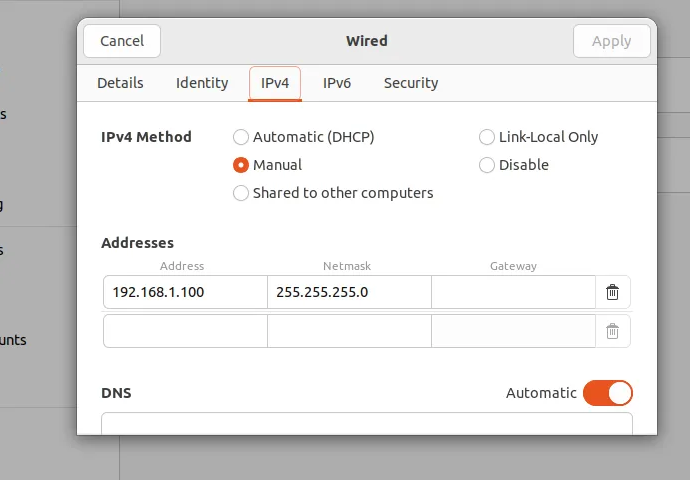 Cancel Wired Apply
Details Identity IPv4 IPv6 Security
IPv4 Method Automatic (DHCP) Link-Local Only
Manual Disable
Shared to other computers
Addresses
Address Netmask Gateway
192.168.1.100 255.255.255.0
DNS Automatic
s
g
s
unts